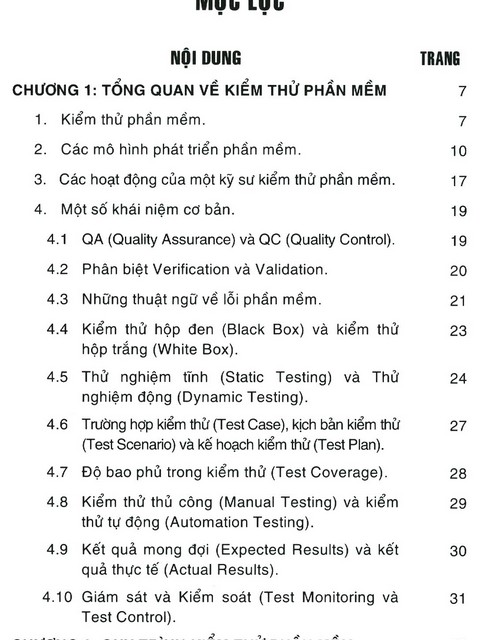 MỤC LỤC
NỘI DUNG TRANG
CHƯƠNG 1: TỔNG QUAN VỀ KIỂM THỬ PHẦN MỀM 7
1. Kiểm thử phần mềm. 7
2. Các mô hình phát triển phần mềm. 10
3. Các hoạt động của một kỹ sư kiểm thử phần mềm. 17
4. Một số khái niệm cơ bản. 19
4.1 QA (Quality Assurance) và QC (Quality Control). 19
4.2 Phân biệt Verification và Validation. 20
4.3 Những thuật ngữ về lỗi phần mềm. 21
4.4 Kiểm thử hộp đen (Black Box) và kiểm thử 23
hộp trắng (White Box).
4.5 Thử nghiệm tĩnh (Static Testing) và Thử 24
nghiệm động (Dynamic Testing).
4.6 Trường hợp kiểm thử (Test Case), kịch bản kiểm thử 27
(Test Scenario) và kế hoạch kiểm thử (Test Plan).
4.7 Độ bao phủ trong kiểm thử (Test Coverage). 28
4.8 Kiểm thử thủ công (Manual Testing) và kiểm 29
thử tự động (Automation Testing).
4.9 Kết quả mong đợi (Expected Results) và kết 30
quả thực tế (Actual Results).
4.10 Giám sát và Kiểm soát (Test Monitoring và 31
Test Control).